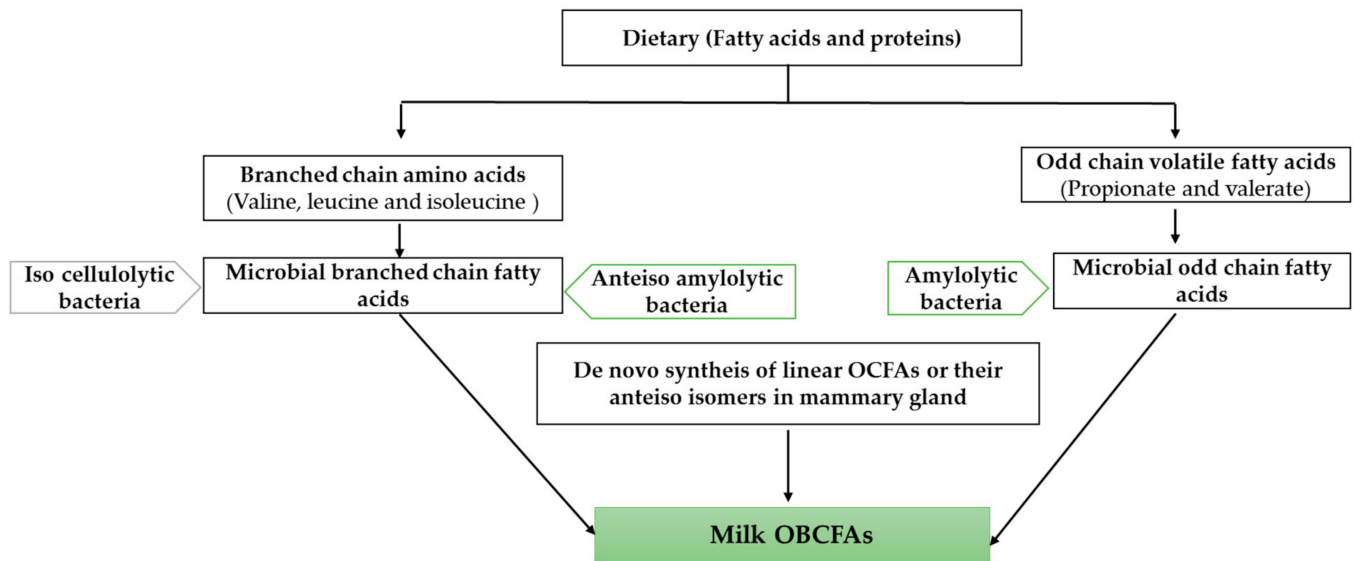 Dietary (Fatty acids and proteins)
Branched chain amino acids
(Valine, leucine and isoleucine )
Odd chain volatile fatty acids
(Propionate and valerate)
Iso cellulolytic
bacteria
Microbial branched chain fatty
acids
Anteiso amylolytic
bacteria
Amylolytic
bacteria
Microbial odd chain fatty
acids
De novo syntheis of linear OCFAs or their
anteiso isomers in mammary gland
Milk OBCFAs